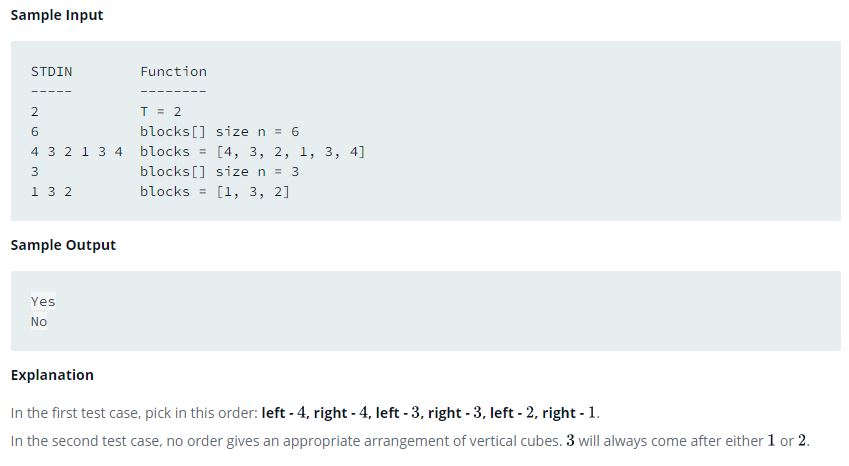 Sample Input
STDIN Function
----- --------
2 T = 2
6 blocks[] size n = 6
4 3 2 1 3 4 blocks = [4, 3, 2, 1, 3, 4]
3 blocks[] size n = 3
1 3 2 blocks = [1, 3, 2]
Sample Output
Yes
No
Explanation
In the first test case, pick in this order: left - 4, right - 4, left - 3, right - 3, left - 2, right - 1.
In the second test case, no order gives an appropriate arrangement of vertical cubes. 3 will always come after either 1 or 2.